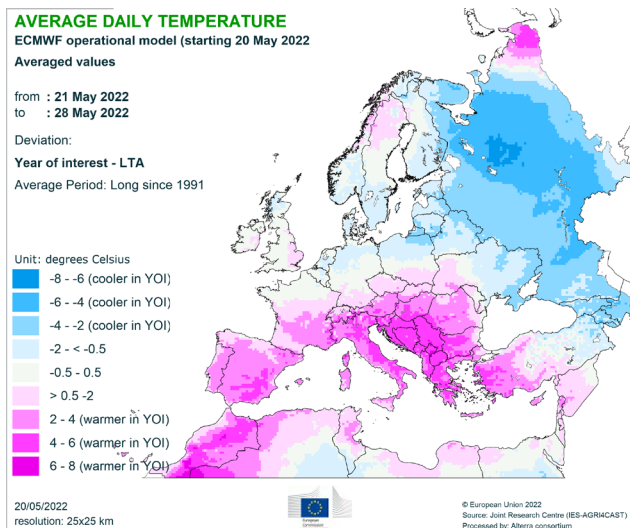 AVERAGE DAILY TEMPERATURE
ECMWF operational model (starting 20 May 2022
Averaged values
from : 21 May 2022
to : 28 May 2022
Deviation:
Year of interest - LTA
Average Period: Long since 1991
Unit: degrees Celsius
-8 - -6 (cooler in YOI)
-6 - -4 (cooler in YOI)
-4 - -2 (cooler in YOI)
-2 - < -0.5
-0.5 - 0.5
> 0.5 -2
2 - 4 (warmer in YOI)
4 - 6 (warmer in YOI)
6 - 8 (warmer in YOI)
20/05/2022
resolution: 25x25 km
European
Commission
© European Union 2022
Source: Joint Research Centre (IES-AGRI4CAST)
Processed by: Alterra consortium